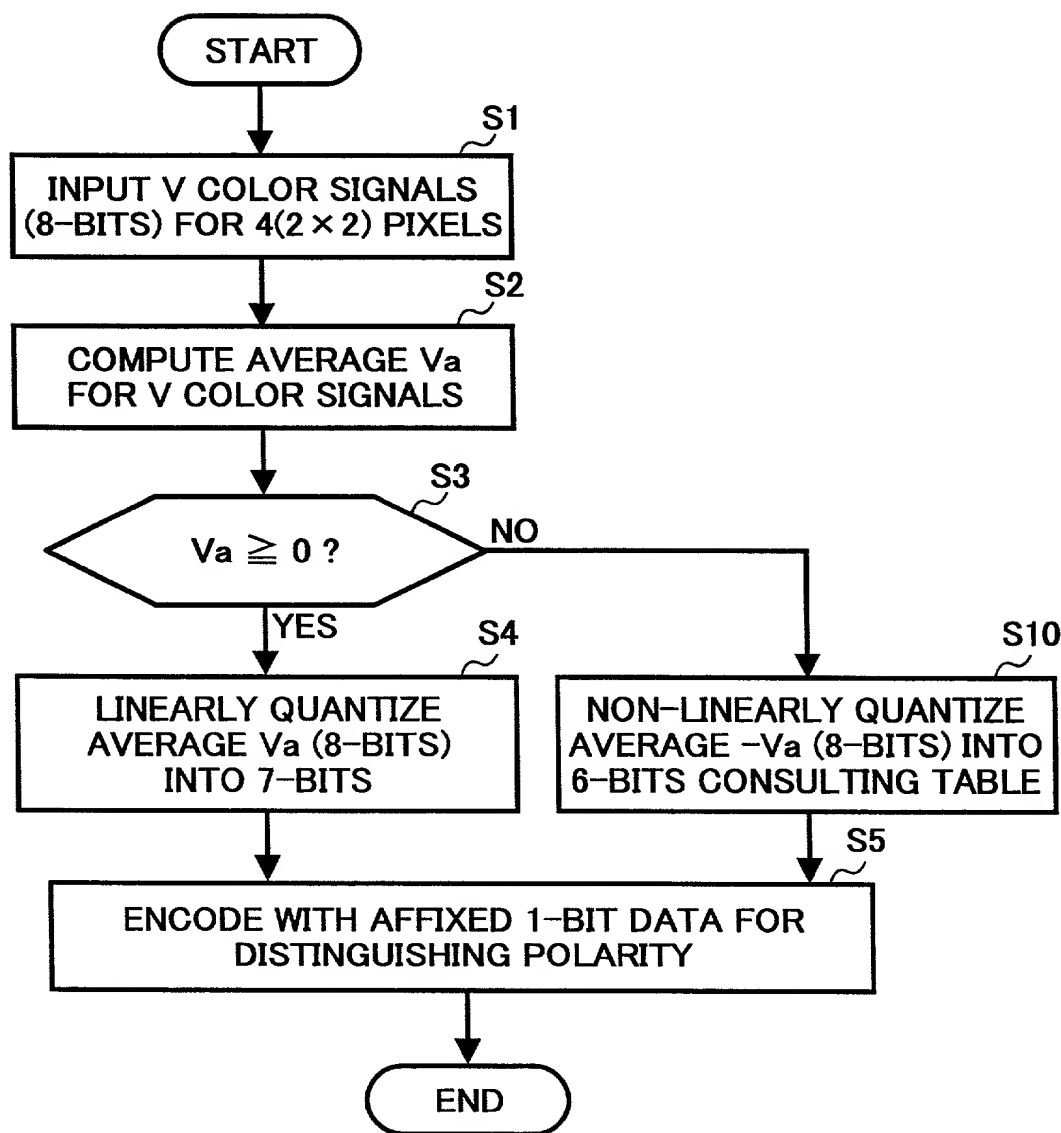 START
S1
INPUT V COLOR SIGNALS
(8-BITS) FOR 4(2×2) PIXELS
S2
COMPUTE AVERAGE Va
FOR V COLOR SIGNALS
S3
Va ≧ 0 ?
NO
YES
S4
LINEARLY QUANTIZE
AVERAGE Va (8-BITS)
INTO 7-BITS
S10
NON-LINEARLY QUANTIZE
AVERAGE -Va (8-BITS) INTO
6-BITS CONSULTING TABLE
S5
ENCODE WITH AFFIXED 1-BIT DATA FOR
DISTINGUISHING POLARITY
END